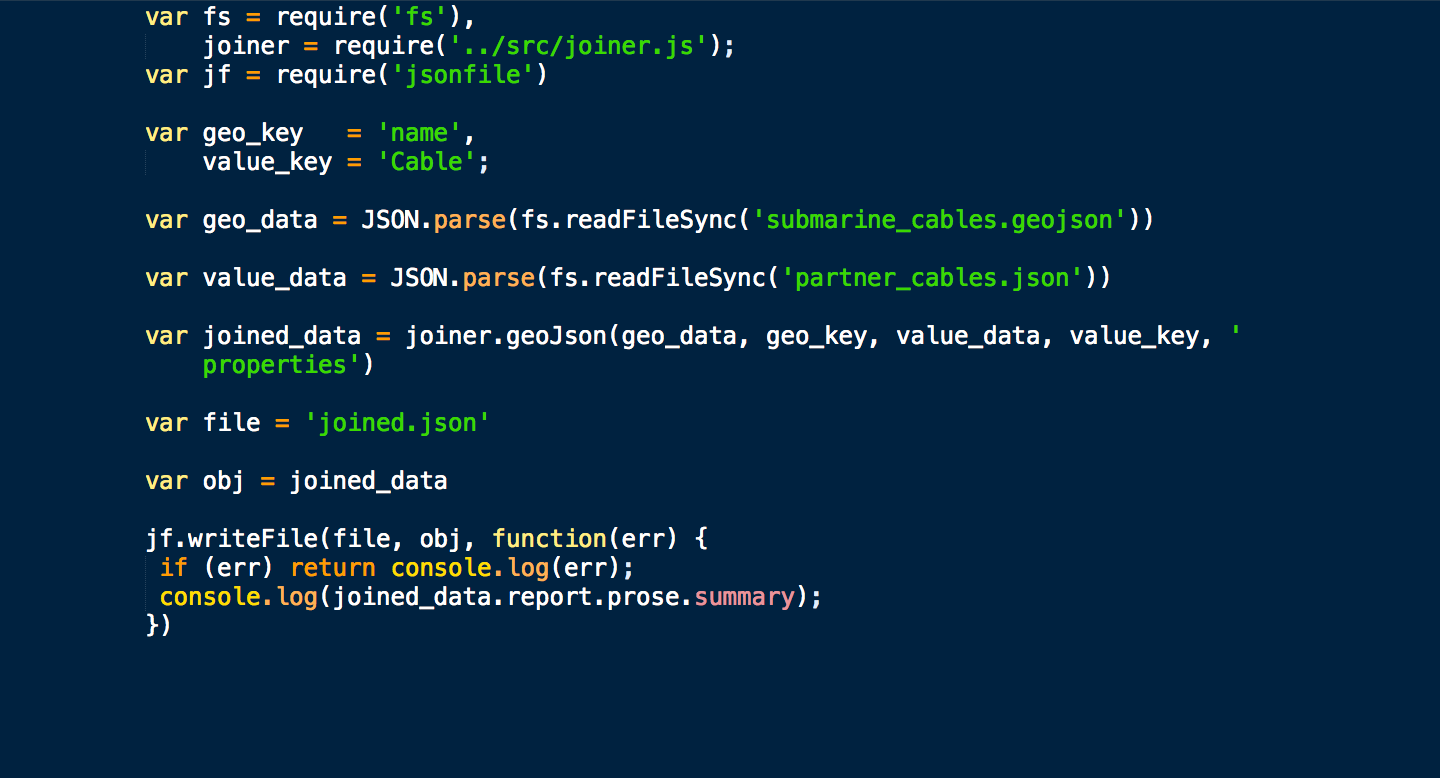 var fs = require('fs'),
    joiner = require('../src/joiner.js');
var jf = require('jsonfile')

var geo_key   = 'name',
    value_key = 'Cable';

var geo_data = JSON.parse(fs.readFileSync('submarine_cables.geojson'))

var value_data = JSON.parse(fs.readFileSync('partner_cables.json'))

var joined_data = joiner.geoJson(geo_data, geo_key, value_data, value_key, '
    properties')

var file = 'joined.json'

var obj = joined_data

jf.writeFile(file, obj, function(err) {
 if (err) return console.log(err);
 console.log(joined_data.report.prose.summary);
})